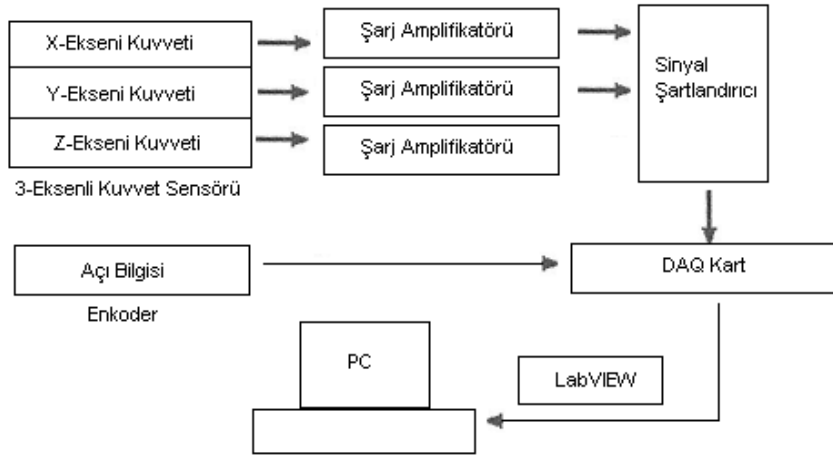 X-Ekseni Kuvveti
Şarj Amplifikatörü
Y-Ekseni Kuvveti
Şarj Amplifikatörü
Z-Ekseni Kuvveti
Şarj Amplifikatörü
Sinyal
Şartlandırıcı
3-Eksenli Kuvvet Sensörü
Açı Bilgisi
DAQ Kart
Enkoder
PC
LabVIEW